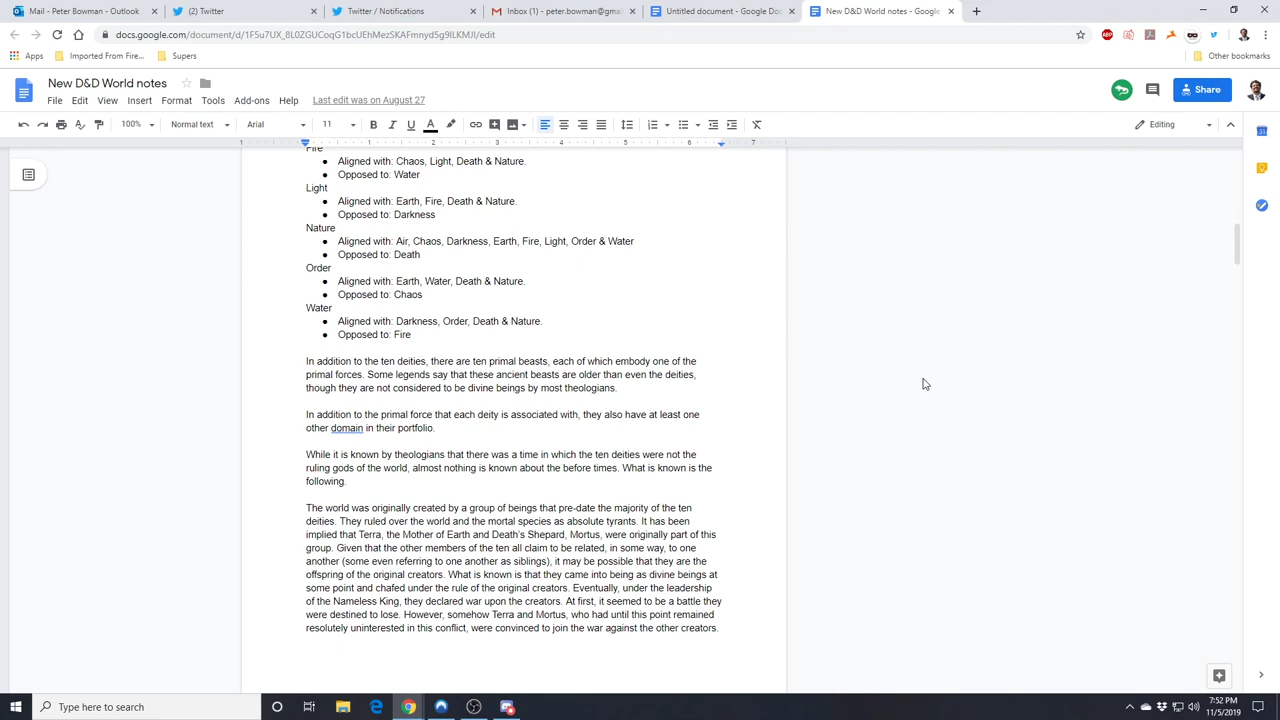 Mail - Peter Bowman - Outlook
(2) Twitter
Twitter / Notifications
Inbox (1) - peter.bowman@gma
Untitled document - Google Doc
New D&D World notes - Google
docs.google.com/document/d/
/edit
Apps
Imported From Fire...
Supers
Other bookmarks
New D&D World notes
File Edit View Insert Format Tools Add-ons Help Last edit was on August 27
Share
100% Normal text Arial 11 B I U A
Editing
1 1 2 3 4 5 6 7
Fire
● Aligned with: Chaos, Light, Death & Nature.
● Opposed to: Water
Light
● Aligned with: Earth, Fire, Death & Nature.
● Opposed to: Darkness
Nature
● Aligned with: Air, Chaos, Darkness, Earth, Fire, Light, Order & Water
● Opposed to: Death
Order
● Aligned with: Earth, Water, Death & Nature.
● Opposed to: Chaos
Water
● Aligned with: Darkness, Order, Death & Nature.
● Opposed to: Fire
In addition to the ten deities, there are ten primal beasts, each of which embody one of the
primal forces. Some legends say that these ancient beasts are older than even the deities,
though they are not considered to be divine beings by most theologians.
In addition to the primal force that each deity is associated with, they also have at least one
other domain in their portfolio.
While it is known by theologians that there was a time in which the ten deities were not the
ruling gods of the world, almost nothing is known about the before times. What is known is the
following.
The world was originally created by a group of beings that pre-date the majority of the ten
deities. They ruled over the world and the mortal species as absolute tyrants. It has been
implied that Terra, the Mother of Earth and Death's Shepard, Mortus, were originally part of this
group. Given that the other members of the ten all claim to be related, in some way, to one
another (some even referring to one another as siblings), it may be possible that they are the
offspring of the original creators. What is known is that they came into being as divine beings at
some point and chafed under the rule of the original creators. Eventually, under the leadership
of the Nameless King, they declared war upon the creators. At first, it seemed to be a battle they
were destined to lose. However, somehow Terra and Mortus, who had until this point remained
resolutely uninterested in this conflict, were convinced to join the war against the other creators.
Type here to search
7:52 PM
11/5/2019